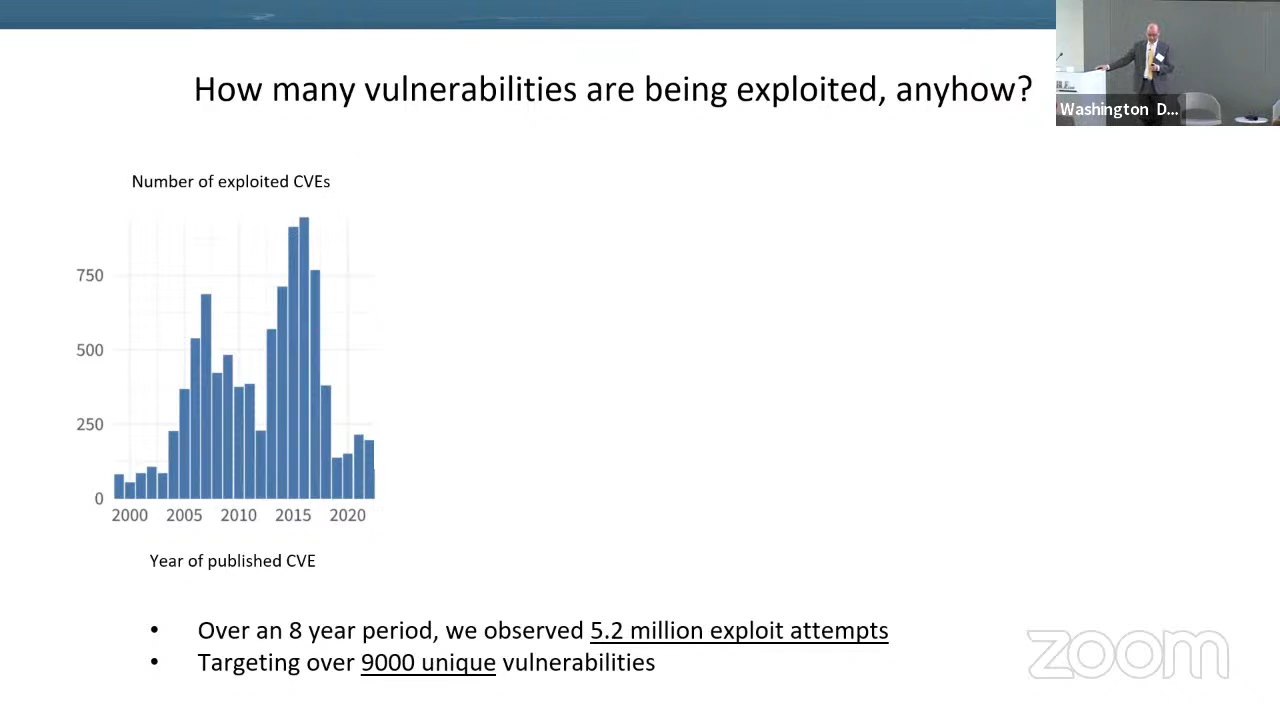 How many vulnerabilities are being exploited, anyhow?
Washington D...
Number of exploited CVEs
750
500
250
0
2000 2005 2010 2015 2020
Year of published CVE
• Over an 8 year period, we observed 5.2 million exploit attempts
• Targeting over 9000 unique vulnerabilities
zoom